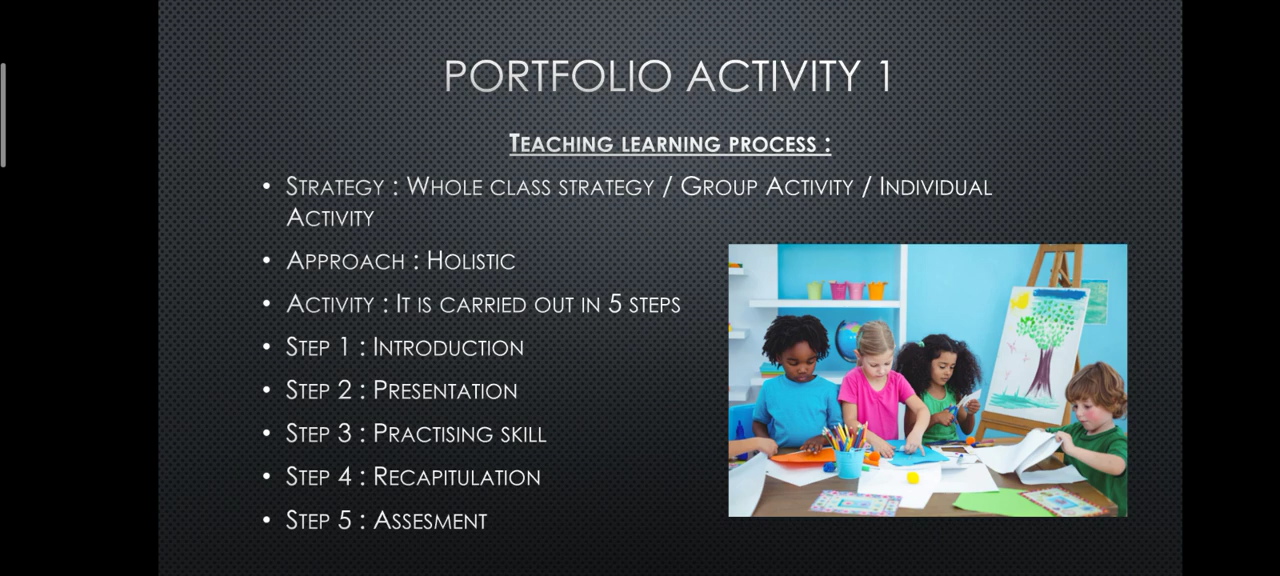 PORTFOLIO ACTIVITY 1
TEACHING LEARNING PROCESS :
• STRATEGY : WHOLE CLASS STRATEGY / GROUP ACTIVITY / INDIVIDUAL
ACTIVITY
• APPROACH : HOLISTIC
• ACTIVITY : IT IS CARRIED OUT IN 5 STEPS
• STEP 1 : INTRODUCTION
• STEP 2 : PRESENTATION
• STEP 3 : PRACTISING SKILL
• STEP 4 : RECAPITULATION
• STEP 5 : ASSESMENT